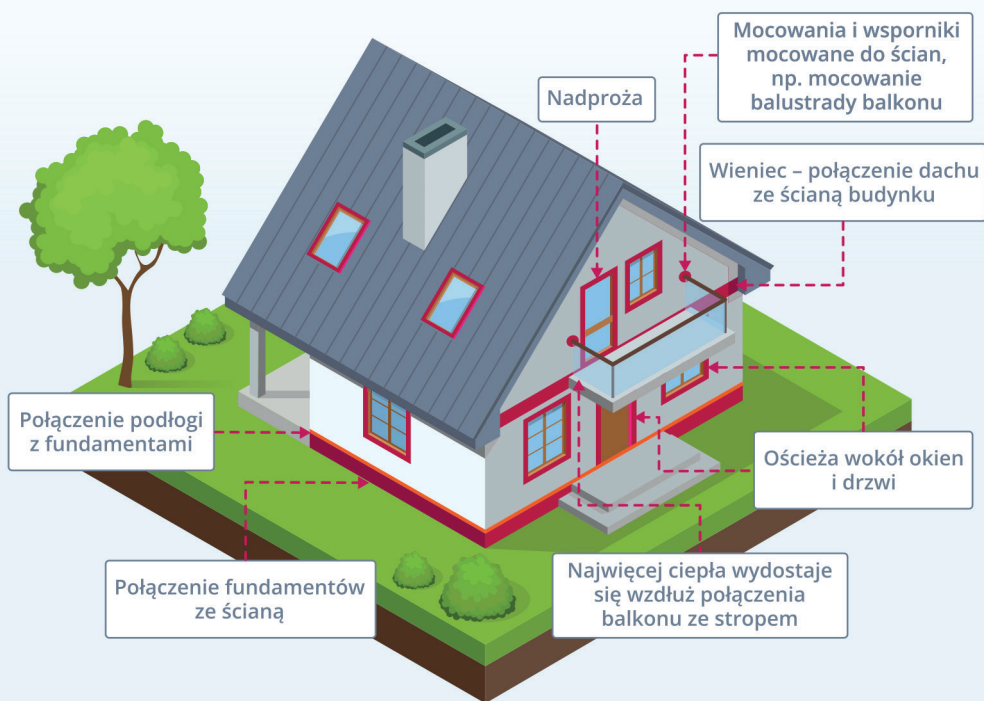 Mocowania i wsporniki
mocowane do ścian,
np. mocowanie
balustrady balkonu
Nadproża
Wieniec – połączenie dachu
ze ścianą budynku
Połączenie podłogi
z fundamentami
Ościeża wokół okien
i drzwi
Połączenie fundamentów
ze ścianą
Najwięcej ciepła wydostaje
się wzdłuż połączenia
balkonu ze stropem